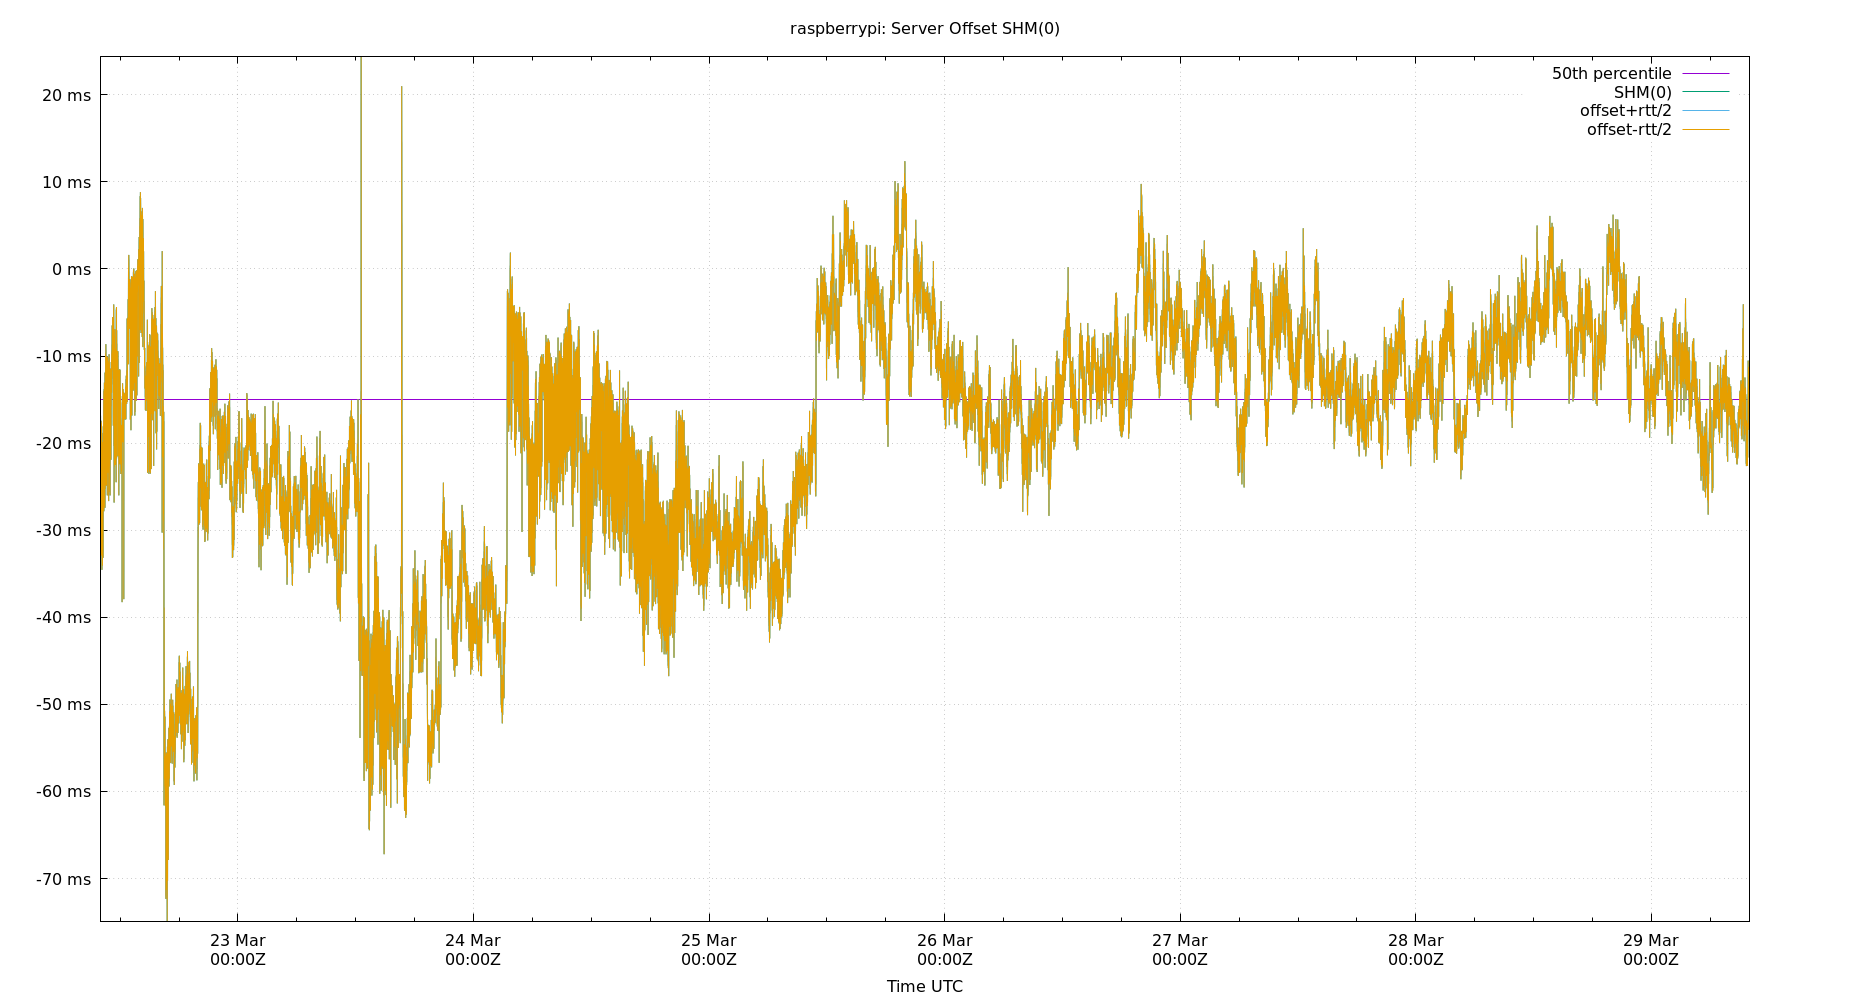 raspberrypi: Server Offset SHM(0)
50th percentile
SHM(0)
offset+rtt/2
offset-rtt/2
20 ms
10 ms
0 ms
-10 ms
-20 ms
-30 ms
-40 ms
-50 ms
-60 ms
-70 ms
23 Mar 24 Mar 25 Mar 26 Mar 27 Mar 28 Mar 29 Mar
00:00Z 00:00Z 00:00Z 00:00Z 00:00Z 00:00Z 00:00Z
Time UTC